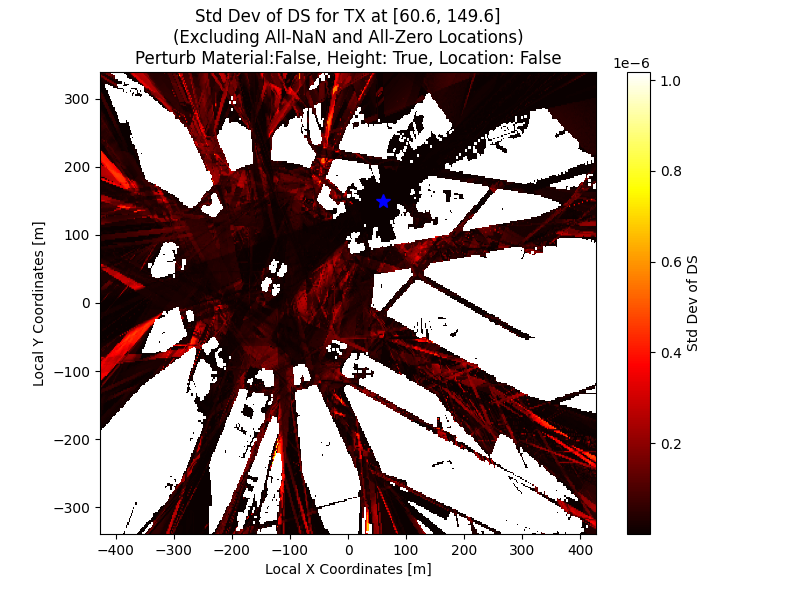 Std Dev of DS for TX at [60.6, 149.6]
(Excluding All-NaN and All-Zero Locations)
Perturb Material:False, Height: True, Location: False
1e−6
1.0
0.8
0.6
0.4
0.2
Std Dev of DS
300
200
100
0
−100
−200
−300
Local Y Coordinates [m]
−400 −300 −200 −100 0 100 200 300 400
Local X Coordinates [m]